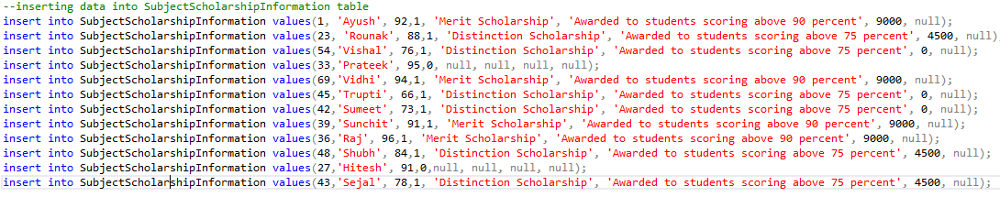 --inserting data into SubjectScholarshipInformation table
insert into SubjectScholarshipInformation values(1, 'Ayush', 92,1, 'Merit Scholarship', 'Awarded to students scoring above 90 percent', 9000, null);
insert into SubjectScholarshipInformation values(23, 'Rounak', 88,1, 'Distinction Scholarship', 'Awarded to students scoring above 75 percent', 4500, null)
insert into SubjectScholarshipInformation values(54,'Vishal', 76,1, 'Distinction Scholarship', 'Awarded to students scoring above 75 percent', 0, null);
insert into SubjectScholarshipInformation values(33,'Prateek', 95,0, null, null, null, null);
insert into SubjectScholarshipInformation values(69,'Vidhi', 94,1, 'Merit Scholarship', 'Awarded to students scoring above 90 percent', 9000, null);
insert into SubjectScholarshipInformation values(45,'Trupti', 66,1, 'Distinction Scholarship', 'Awarded to students scoring above 75 percent', 0, null);
insert into SubjectScholarshipInformation values(42,'Sumeet', 73,1, 'Distinction Scholarship', 'Awarded to students scoring above 75 percent', 0, null);
insert into SubjectScholarshipInformation values(39,'Sunchit', 91,1, 'Merit Scholarship', 'Awarded to students scoring above 90 percent', 9000, null);
insert into SubjectScholarshipInformation values(36,'Raj', 96,1, 'Merit Scholarship', 'Awarded to students scoring above 90 percent', 9000, null);
insert into SubjectScholarshipInformation values(48,'Shubh', 84,1, 'Distinction Scholarship', 'Awarded to students scoring above 75 percent', 4500, null);
insert into SubjectScholarshipInformation values(27,'Hitesh', 91,0,null, null, null, null);
insert into SubjectScholarshipInformation values(43,'Sejal', 78,1, 'Distinction Scholarship', 'Awarded to students scoring above 75 percent', 4500, null);